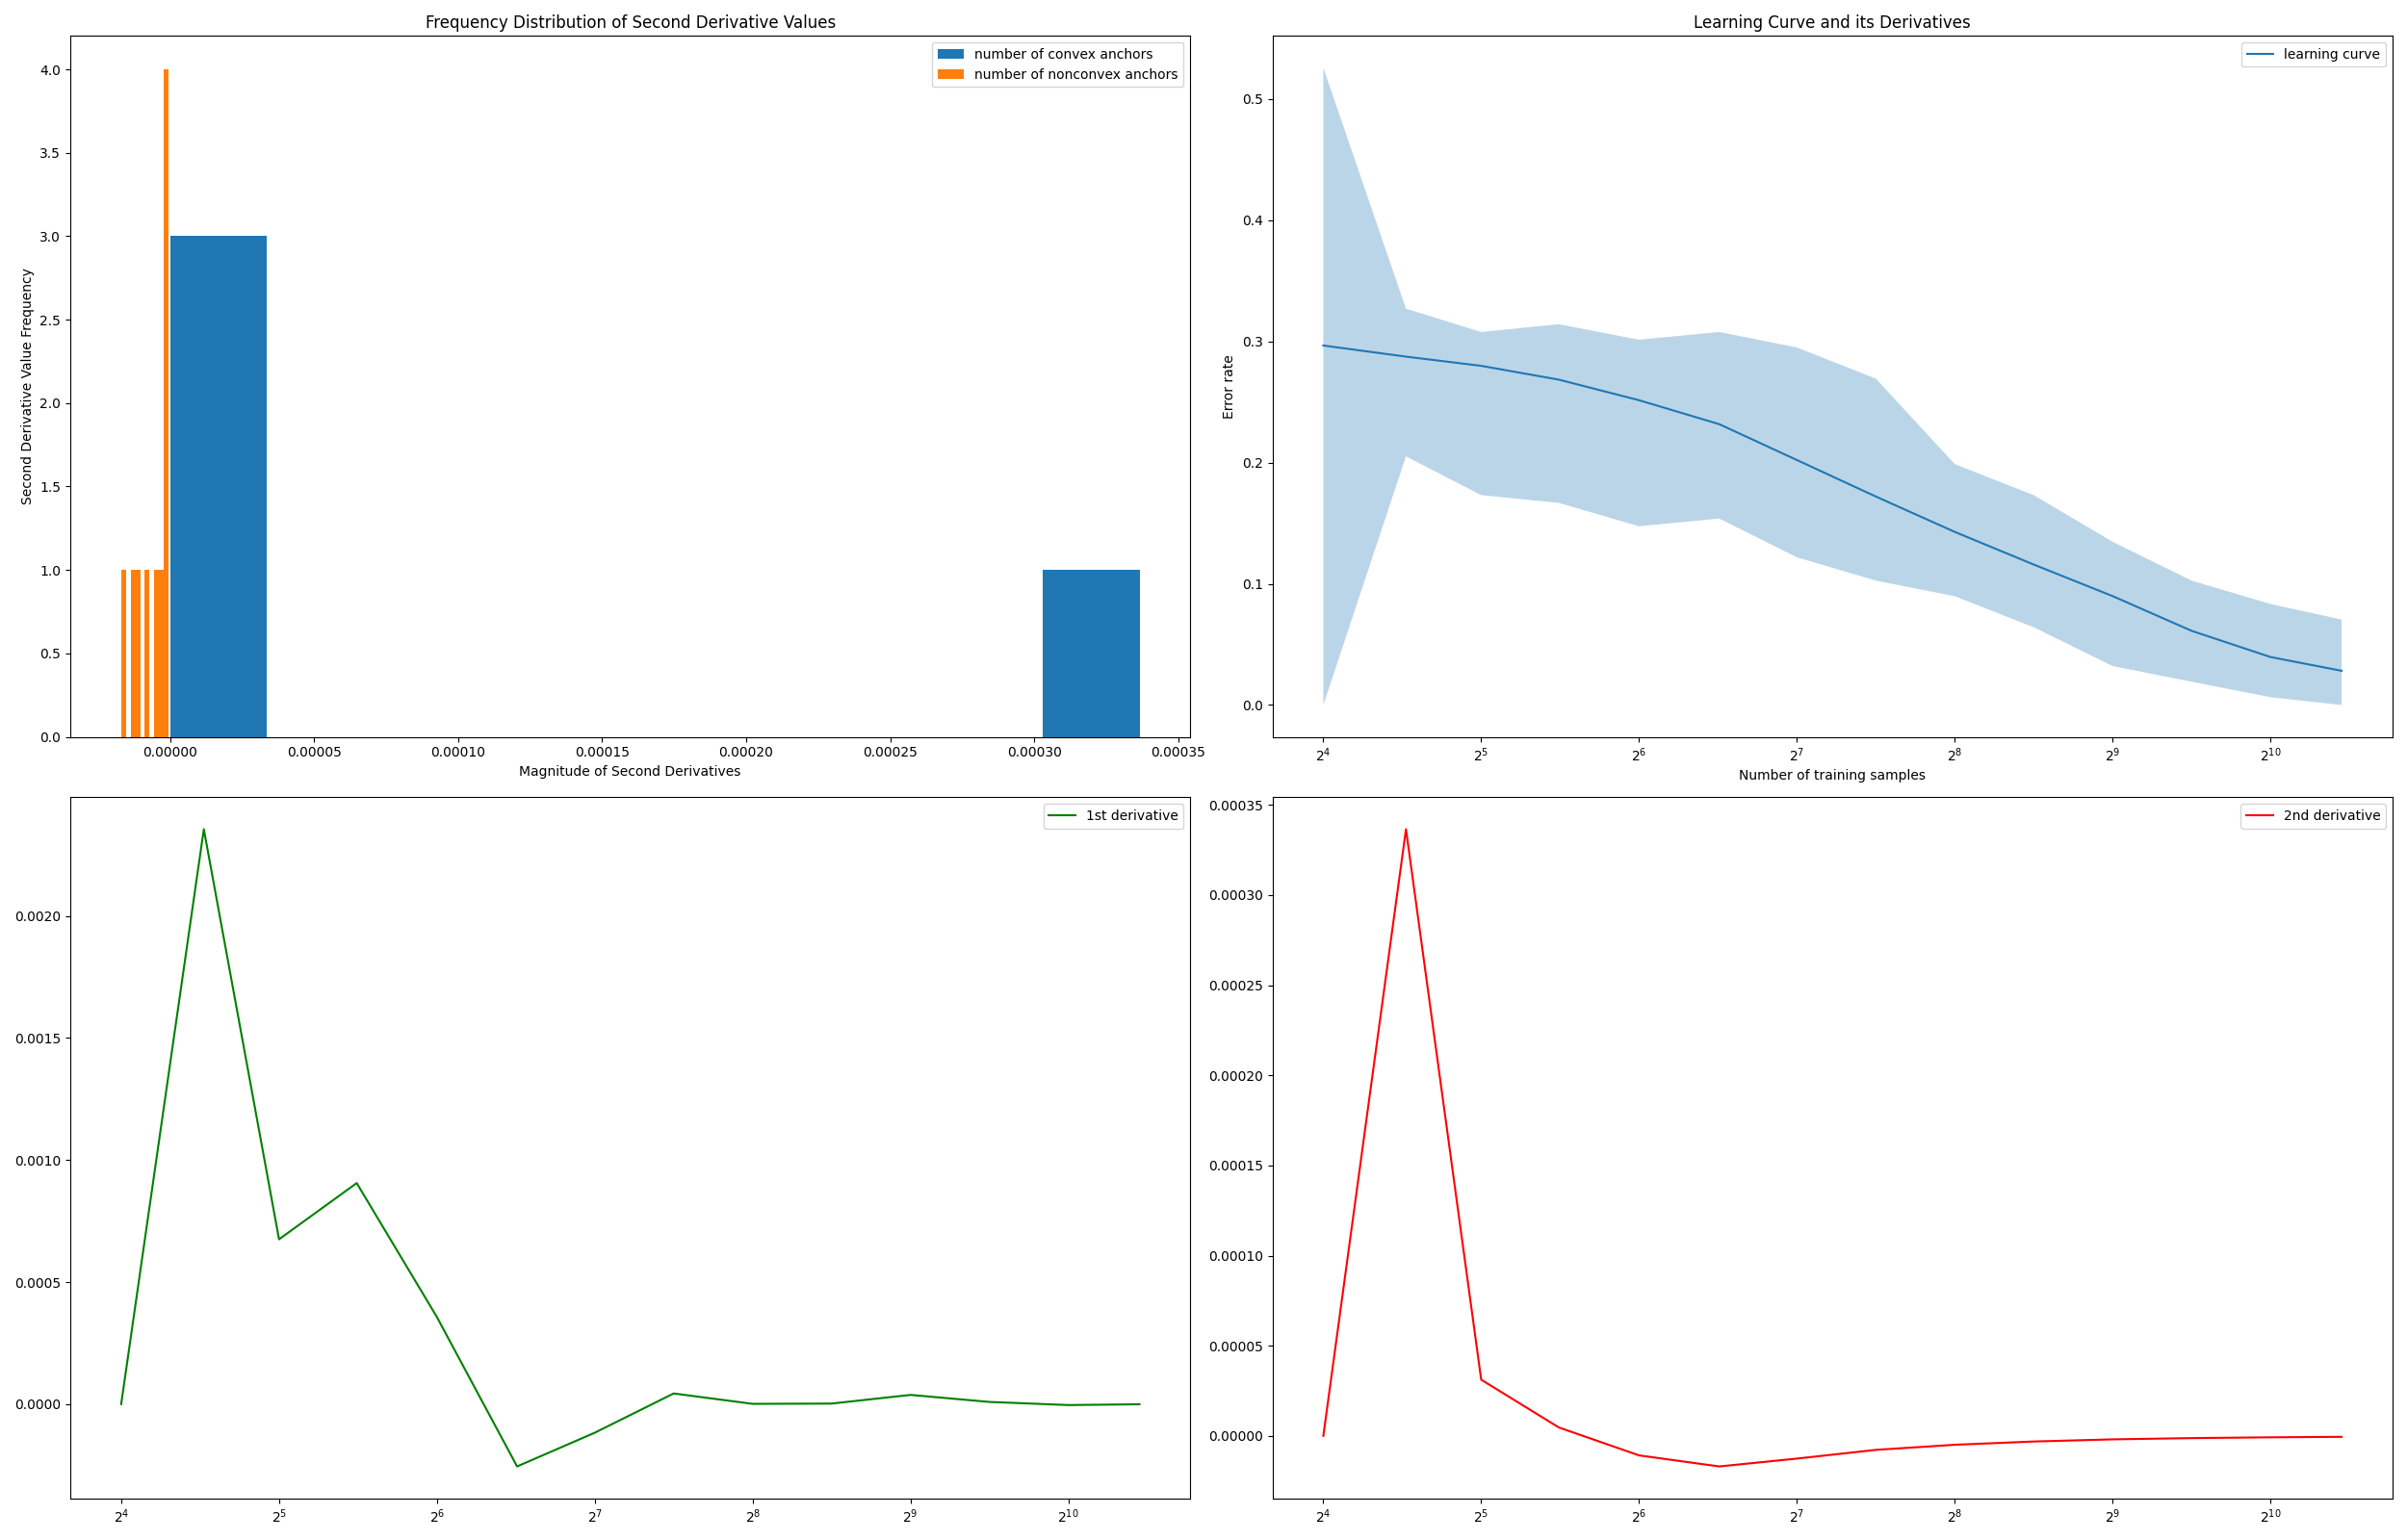 Frequency Distribution of Second Derivative Values
number of convex anchors
number of nonconvex anchors
4.0
3.5
3.0
2.5
2.0
1.5
1.0
0.5
0.0
Second Derivative Value Frequency
0.00000 0.00005 0.00010 0.00015 0.00020 0.00025 0.00030 0.00035
Magnitude of Second Derivatives
Learning Curve and its Derivatives
learning curve
0.5
0.4
0.3
0.2
0.1
0.0
Error rate
2⁴ 2⁵ 2⁶ 2⁷ 2⁸ 2⁹ 2¹⁰
Number of training samples
1st derivative
0.0020
0.0015
0.0010
0.0005
0.0000
2⁴ 2⁵ 2⁶ 2⁷ 2⁸ 2⁹ 2¹⁰
2nd derivative
0.00035
0.00030
0.00025
0.00020
0.00015
0.00010
0.00005
0.00000
2⁴ 2⁵ 2⁶ 2⁷ 2⁸ 2⁹ 2¹⁰